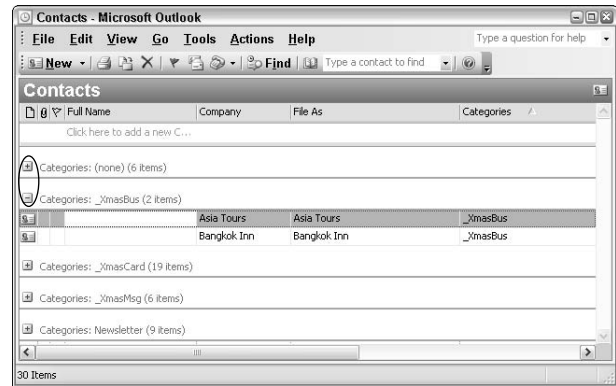 Contacts - Microsoft Outlook
File Edit View Go Tools Actions Help Type a question for help
New Find Type a contact to find
Contacts
Full Name Company File As Categories
Click here to add a new C...
Categories: (none) (6 items)
Categories: _XmasBus (2 items)
Asia Tours Asia Tours _XmasBus
Bangkok Inn Bangkok Inn _XmasBus
Categories: _XmasCard (19 items)
Categories: _XmasMsg (6 items)
Categories: Newsletter (9 items)
30 Items